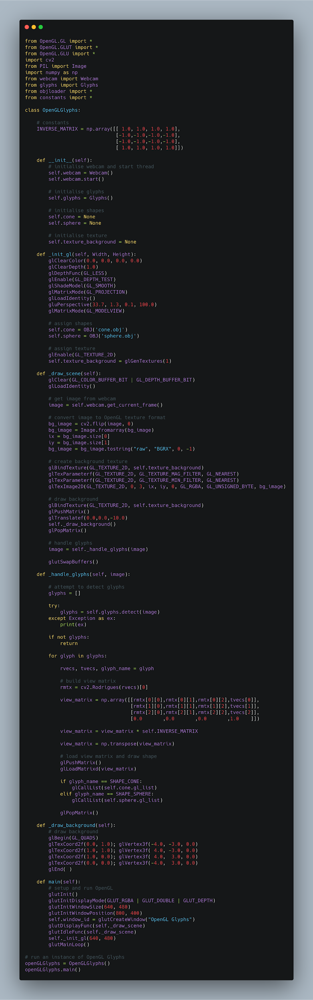 from OpenGL.GL import *
from OpenGL.GLUT import *
from OpenGL.GLU import *
import cv2
from PIL import Image
import numpy as np
from webcam import Webcam
from glyphs import Glyphs
from objloader import *
from constants import *

class OpenGLGlyphs:

    # constants
    INVERSE_MATRIX = np.array([[ 1.0, 1.0, 1.0, 1.0],
                               [-1.0,-1.0,-1.0,-1.0],
                               [-1.0,-1.0,-1.0,-1.0],
                               [ 1.0, 1.0, 1.0, 1.0]])

    def __init__(self):
        # initialise webcam and start thread
        self.webcam = Webcam()
        self.webcam.start()

        # initialise glyphs
        self.glyphs = Glyphs()

        # initialise shapes
        self.cone = None
        self.sphere = None

        # initialise texture
        self.texture_background = None

    def _init_gl(self, Width, Height):
        glClearColor(0.0, 0.0, 0.0, 0.0)
        glClearDepth(1.0)
        glDepthFunc(GL_LESS)
        glEnable(GL_DEPTH_TEST)
        glShadeModel(GL_SMOOTH)
        glMatrixMode(GL_PROJECTION)
        glLoadIdentity()
        gluPerspective(33.7, 1.3, 0.1, 100.0)
        glMatrixMode(GL_MODELVIEW)

        # assign shapes
        self.cone = OBJ('cone.obj')
        self.sphere = OBJ('sphere.obj')

        # assign texture
        glEnable(GL_TEXTURE_2D)
        self.texture_background = glGenTextures(1)

    def _draw_scene(self):
        glClear(GL_COLOR_BUFFER_BIT | GL_DEPTH_BUFFER_BIT)
        glLoadIdentity()

        # get image from webcam
        image = self.webcam.get_current_frame()

        # convert image to OpenGL texture format
        bg_image = cv2.flip(image, 0)
        bg_image = Image.fromarray(bg_image)
        ix = bg_image.size[0]
        iy = bg_image.size[1]
        bg_image = bg_image.tostring("raw", "BGRX", 0, -1)

        # create background texture
        glBindTexture(GL_TEXTURE_2D, self.texture_background)
        glTexParameterf(GL_TEXTURE_2D, GL_TEXTURE_MAG_FILTER, GL_NEAREST)
        glTexParameterf(GL_TEXTURE_2D, GL_TEXTURE_MIN_FILTER, GL_NEAREST)
        glTexImage2D(GL_TEXTURE_2D, 0, 3, ix, iy, 0, GL_RGBA, GL_UNSIGNED_BYTE, bg_image)

        # draw background
        glBindTexture(GL_TEXTURE_2D, self.texture_background)
        glPushMatrix()
        glTranslatef(0.0,0.0,-10.0)
        self._draw_background()
        glPopMatrix()

        # handle glyphs
        image = self._handle_glyphs(image)

        glutSwapBuffers()

    def _handle_glyphs(self, image):

        # attempt to detect glyphs
        glyphs = []

        try:
            glyphs = self.glyphs.detect(image)
        except Exception as ex:
            print(ex)

        if not glyphs:
            return

        for glyph in glyphs:

            rvecs, tvecs, glyph_name = glyph

            # build view matrix
            rmtx = cv2.Rodrigues(rvecs)[0]

            view_matrix = np.array([[rmtx[0][0],rmtx[0][1],rmtx[0][2],tvecs[0]],
                                    [rmtx[1][0],rmtx[1][1],rmtx[1][2],tvecs[1]],
                                    [rmtx[2][0],rmtx[2][1],rmtx[2][2],tvecs[2]],
                                    [0.0       ,0.0       ,0.0       ,1.0    ]])

            view_matrix = view_matrix * self.INVERSE_MATRIX

            view_matrix = np.transpose(view_matrix)

            # load view matrix and draw shape
            glPushMatrix()
            glLoadMatrixd(view_matrix)

            if glyph_name == SHAPE_CONE:
                glCallList(self.cone.gl_list)
            elif glyph_name == SHAPE_SPHERE:
                glCallList(self.sphere.gl_list)

            glPopMatrix()

    def _draw_background(self):
        # draw background
        glBegin(GL_QUADS)
        glTexCoord2f(0.0, 1.0); glVertex3f(-4.0, -3.0, 0.0)
        glTexCoord2f(1.0, 1.0); glVertex3f( 4.0, -3.0, 0.0)
        glTexCoord2f(1.0, 0.0); glVertex3f( 4.0,  3.0, 0.0)
        glTexCoord2f(0.0, 0.0); glVertex3f(-4.0,  3.0, 0.0)
        glEnd( )

    def main(self):
        # setup and run OpenGL
        glutInit()
        glutInitDisplayMode(GLUT_RGBA | GLUT_DOUBLE | GLUT_DEPTH)
        glutInitWindowSize(640, 480)
        glutInitWindowPosition(800, 400)
        self.window_id = glutCreateWindow("OpenGL Glyphs")
        glutDisplayFunc(self._draw_scene)
        glutIdleFunc(self._draw_scene)
        self._init_gl(640, 480)
        glutMainLoop()

# run an instance of OpenGL Glyphs
openGLGlyphs = OpenGLGlyphs()
openGLGlyphs.main()